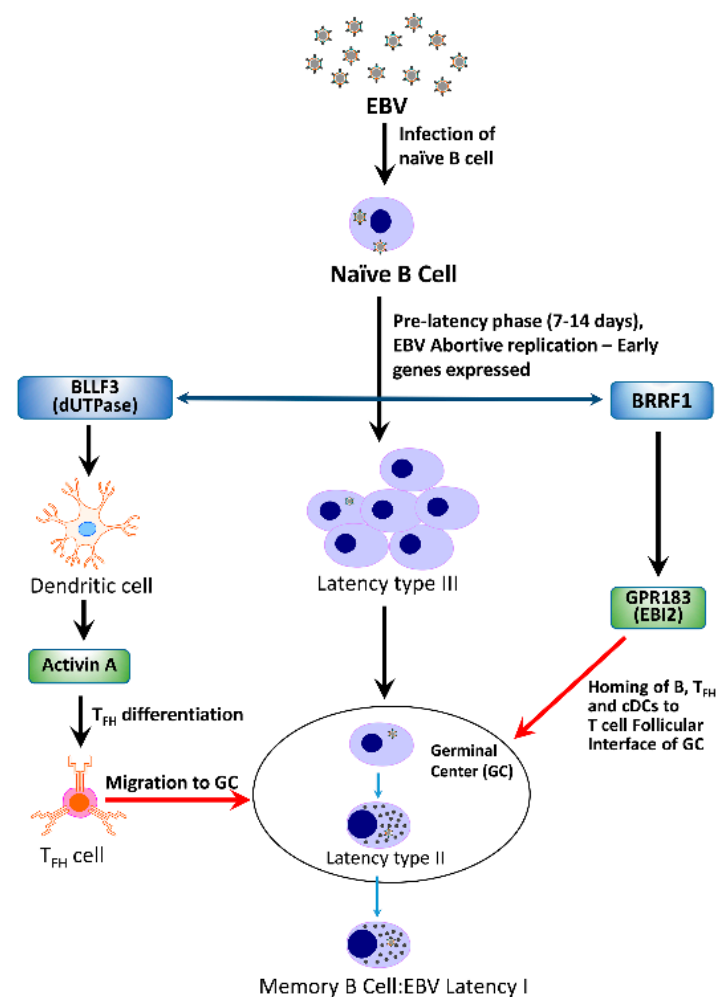 EBV
Infection of
naïve B cell
Naïve B Cell
Pre-latency phase (7-14 days),
EBV Abortive replication – Early
genes expressed
BLLF3
(dUTPase)
BRRF1
Dendritic cell
Latency type III
GPR183
(EBI2)
Activin A
TFH differentiation
Homing of B, TFH
and cDCs to
T cell Follicular
Interface of GC
Migration to GC
Germinal
Center (GC)
TFH cell
Latency type II
Memory B Cell:EBV Latency I